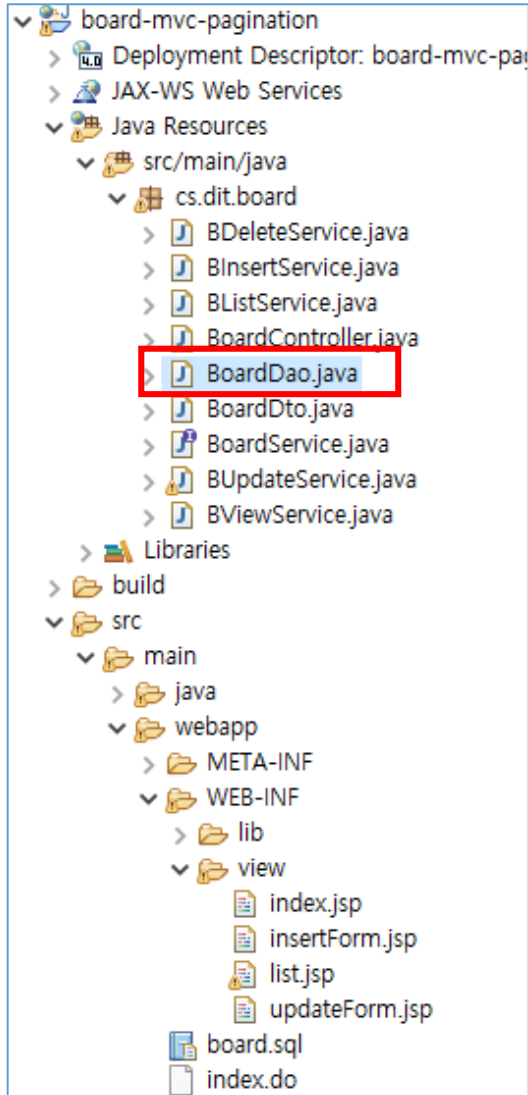 board-mvc-pagination
Deployment Descriptor: board-mvc-pag
JAX-WS Web Services
Java Resources
src/main/java
cs.dit.board
BDeleteService.java
BInsertService.java
BListService.java
BoardController.java
BoardDao.java
BoardDto.java
BoardService.java
BUpdateService.java
BViewService.java
Libraries
build
src
main
java
webapp
META-INF
WEB-INF
lib
view
index.jsp
insertForm.jsp
list.jsp
updateForm.jsp
board.sql
index.do